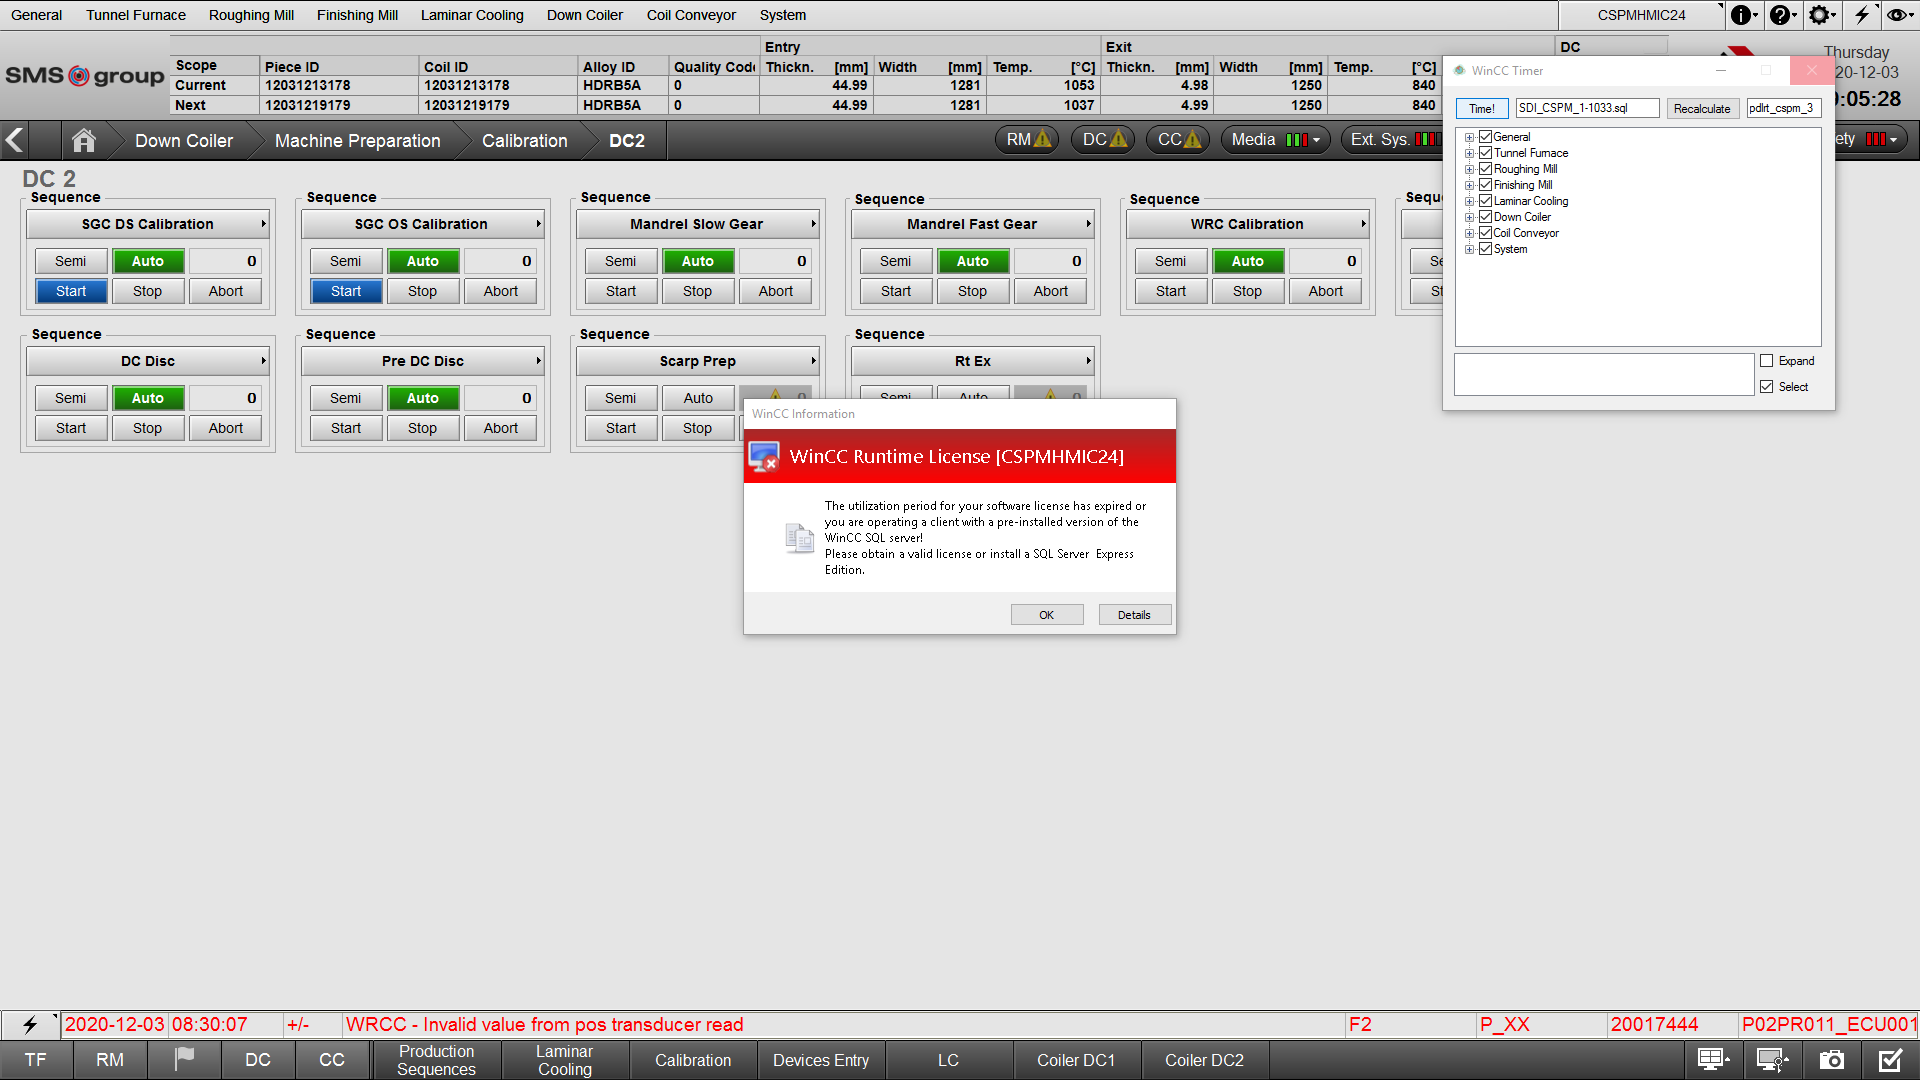 General Tunnel Furnace Roughing Mill Finishing Mill Laminar Cooling Down Coiler Coil Conveyor System CSPMHMIC24
SMS group
Entry Exit DC
Scope Piece ID Coil ID Alloy ID Quality Code Thickn. [mm] Width [mm] Temp. [°C] Thickn. [mm] Width [mm] Temp. [°C]
Current 12031213178 12031213178 HDRB5A 0 44.99 1281 1053 4.98 1250 840
Next 12031219179 12031219179 HDRB5A 0 44.99 1281 1037 4.99 1250 840
Thursday
20-12-03
:05:28
Down Coiler Machine Preparation Calibration DC2 RM DC CC Media Ext. Sys. ety
WinCC Timer
Time! SDI_CSPM_1-1033.sql Recalculate pdlrt_cspm_3
General
Tunnel Furnace
Roughing Mill
Finishing Mill
Laminar Cooling
Down Coiler
Coil Conveyor
System
Expand
Select
DC 2
Sequence Sequence Sequence Sequence Sequence Sequ
SGC DS Calibration SGC OS Calibration Mandrel Slow Gear Mandrel Fast Gear WRC Calibration
Semi Auto 0 Semi Auto 0 Semi Auto 0 Semi Auto 0 Semi Auto 0 Se
Start Stop Abort Start Stop Abort Start Stop Abort Start Stop Abort Start Stop Abort St
Sequence Sequence Sequence Sequence
DC Disc Pre DC Disc Scarp Prep Rt Ex
Semi Auto 0 Semi Auto 0 Semi Auto 0 Semi Auto 0
Start Stop Abort Start Stop Abort Start Stop
WinCC Information
WinCC Runtime License [CSPMHMIC24]
The utilization period for your software license has expired or
you are operating a client with a pre-installed version of the
WinCC SQL server!
Please obtain a valid license or install a SQL Server Express
Edition.
OK Details
2020-12-03 08:30:07 +/- WRCC - Invalid value from pos transducer read F2 P_XX 20017444 P02PR011_ECU001
TF RM DC CC Production Sequences Laminar Cooling Calibration Devices Entry LC Coiler DC1 Coiler DC2